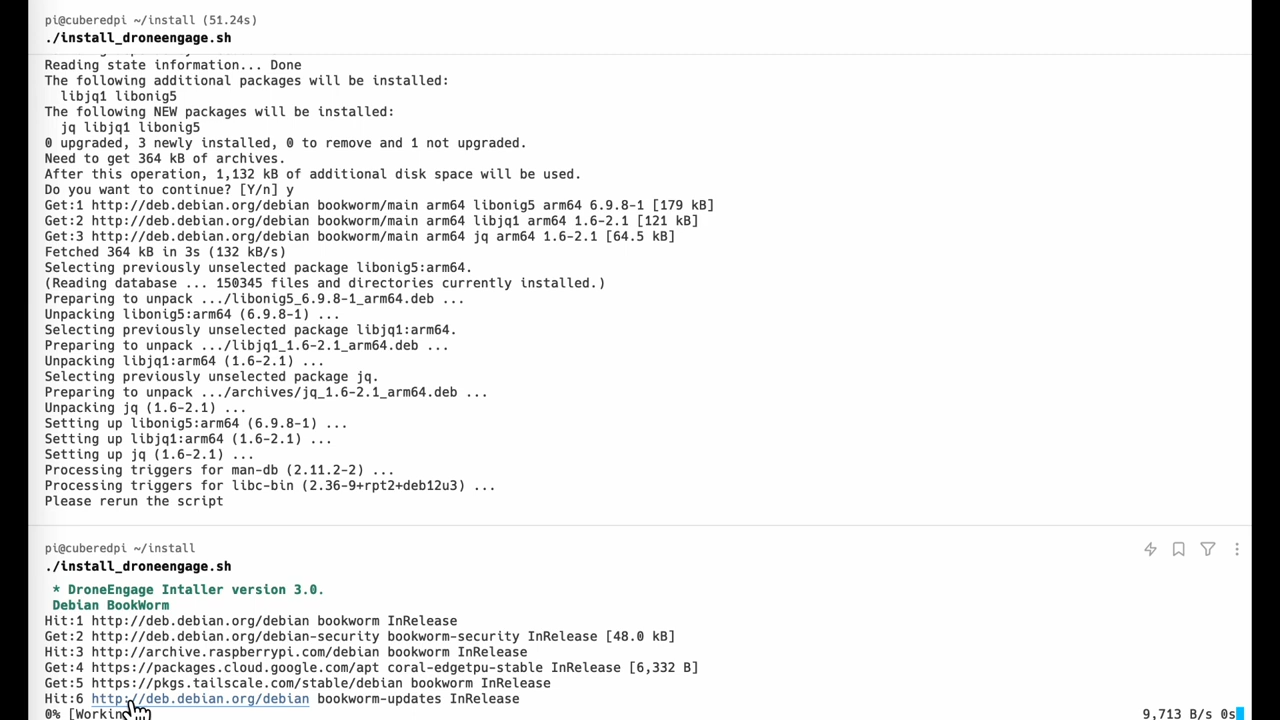 pi@cuberedpi ~/install (51.24s)
./install_droneengage.sh
Reading state information... Done
The following additional packages will be installed:
  libjq1 libonig5
The following NEW packages will be installed:
  jq libjq1 libonig5
0 upgraded, 3 newly installed, 0 to remove and 1 not upgraded.
Need to get 364 kB of archives.
After this operation, 1,132 kB of additional disk space will be used.
Do you want to continue? [Y/n] y
Get:1 http://deb.debian.org/debian bookworm/main arm64 libonig5 arm64 6.9.8-1 [179 kB]
Get:2 http://deb.debian.org/debian bookworm/main arm64 libjq1 arm64 1.6-2.1 [121 kB]
Get:3 http://deb.debian.org/debian bookworm/main arm64 jq arm64 1.6-2.1 [64.5 kB]
Fetched 364 kB in 3s (132 kB/s)
Selecting previously unselected package libonig5:arm64.
(Reading database ... 150345 files and directories currently installed.)
Preparing to unpack .../libonig5_6.9.8-1_arm64.deb ...
Unpacking libonig5:arm64 (6.9.8-1) ...
Selecting previously unselected package libjq1:arm64.
Preparing to unpack .../libjq1_1.6-2.1_arm64.deb ...
Unpacking libjq1:arm64 (1.6-2.1) ...
Selecting previously unselected package jq.
Preparing to unpack .../archives/jq_1.6-2.1_arm64.deb ...
Unpacking jq (1.6-2.1) ...
Setting up libonig5:arm64 (6.9.8-1) ...
Setting up libjq1:arm64 (1.6-2.1) ...
Setting up jq (1.6-2.1) ...
Processing triggers for man-db (2.11.2-2) ...
Processing triggers for libc-bin (2.36-9+rpt2+deb12u3) ...
Please rerun the script
pi@cuberedpi ~/install
./install_droneengage.sh
* DroneEngage Intaller version 3.0.
Debian BookWorm
Hit:1 http://deb.debian.org/debian bookworm InRelease
Get:2 http://deb.debian.org/debian-security bookworm-security InRelease [48.0 kB]
Hit:3 http://archive.raspberrypi.com/debian bookworm InRelease
Get:4 https://packages.cloud.google.com/apt coral-edgetpu-stable InRelease [6,332 B]
Get:5 https://pkgs.tailscale.com/stable/debian bookworm InRelease
Hit:6 http://deb.debian.org/debian bookworm-updates InRelease
0% [Workin 9,713 B/s 0s